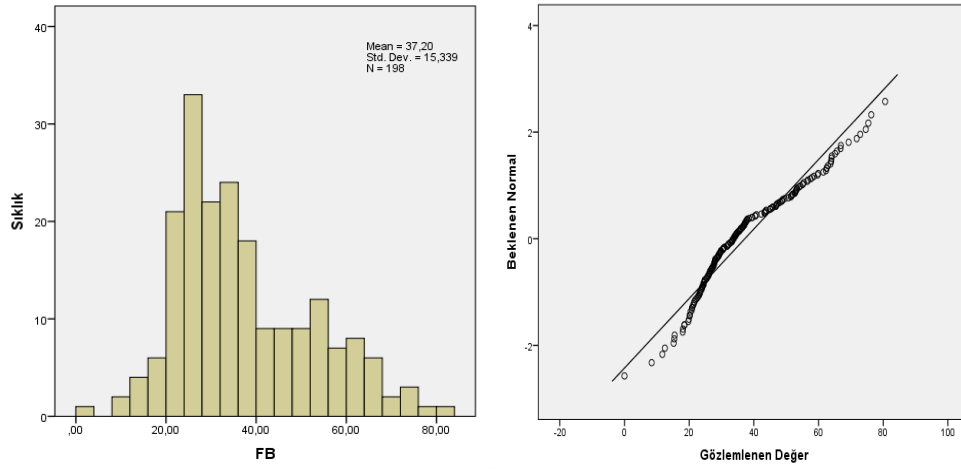 Mean = 37,20
Std. Dev. = 15,339
N = 198
40
30
20
10
0
Sıklık
,00 20,00 40,00 60,00 80,00
FB
4
2
0
-2
Beklenen Normal
-20 0 20 40 60 80 100
Gözlemlenen Değer